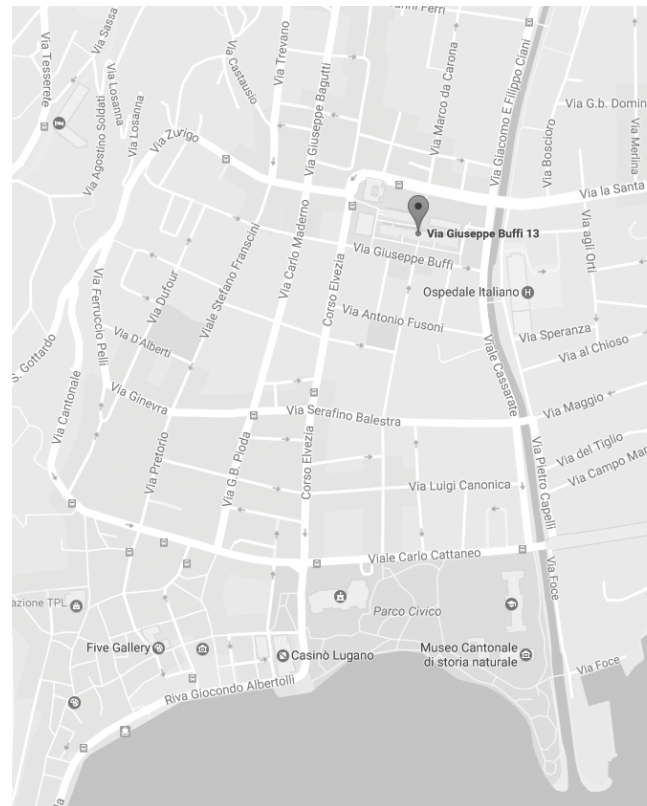 Via Sassa
Via Tesserete
Via Losanna
Via Losanna
Via Agostino Soldati
Via Castausio
Via Trevano
Via Giuseppe Bagutti
Via Marco da Carona
Via Giacomo E Filippo Ciani
Via G.b. Domin
Via Boscioro
Via Merlina
Via Zurigo
Via la Santa
Via Giuseppe Buffi 13
Via Giuseppe Buffi
Via agli Orti
Via Carlo Maderno
Corso Elvezia
Viale Stefano Franscini
Via Dufour
Via Ferruccio Pelli
Ospedale Italiano
H
Via Antonio Fusoni
Via Speranza
Via al Chioso
Via D'Alberti
S. Gottardo
Viale Cassarate
Via Cantonale
Via Ginevra
Via Serafino Balestra
Via Maggio
Via Pretorio
Via G.B. Pioda
Corso Elvezia
Via del Tiglio
Via Campo Mar
Via Pietro Capelli
Via Luigi Canonica
Viale Carlo Cattaneo
Via Foce
azione TPL
Parco Civico
Five Gallery
Casinò Lugano
Museo Cantonale
di storia naturale
Via Foce
Riva Giocondo Albertolli